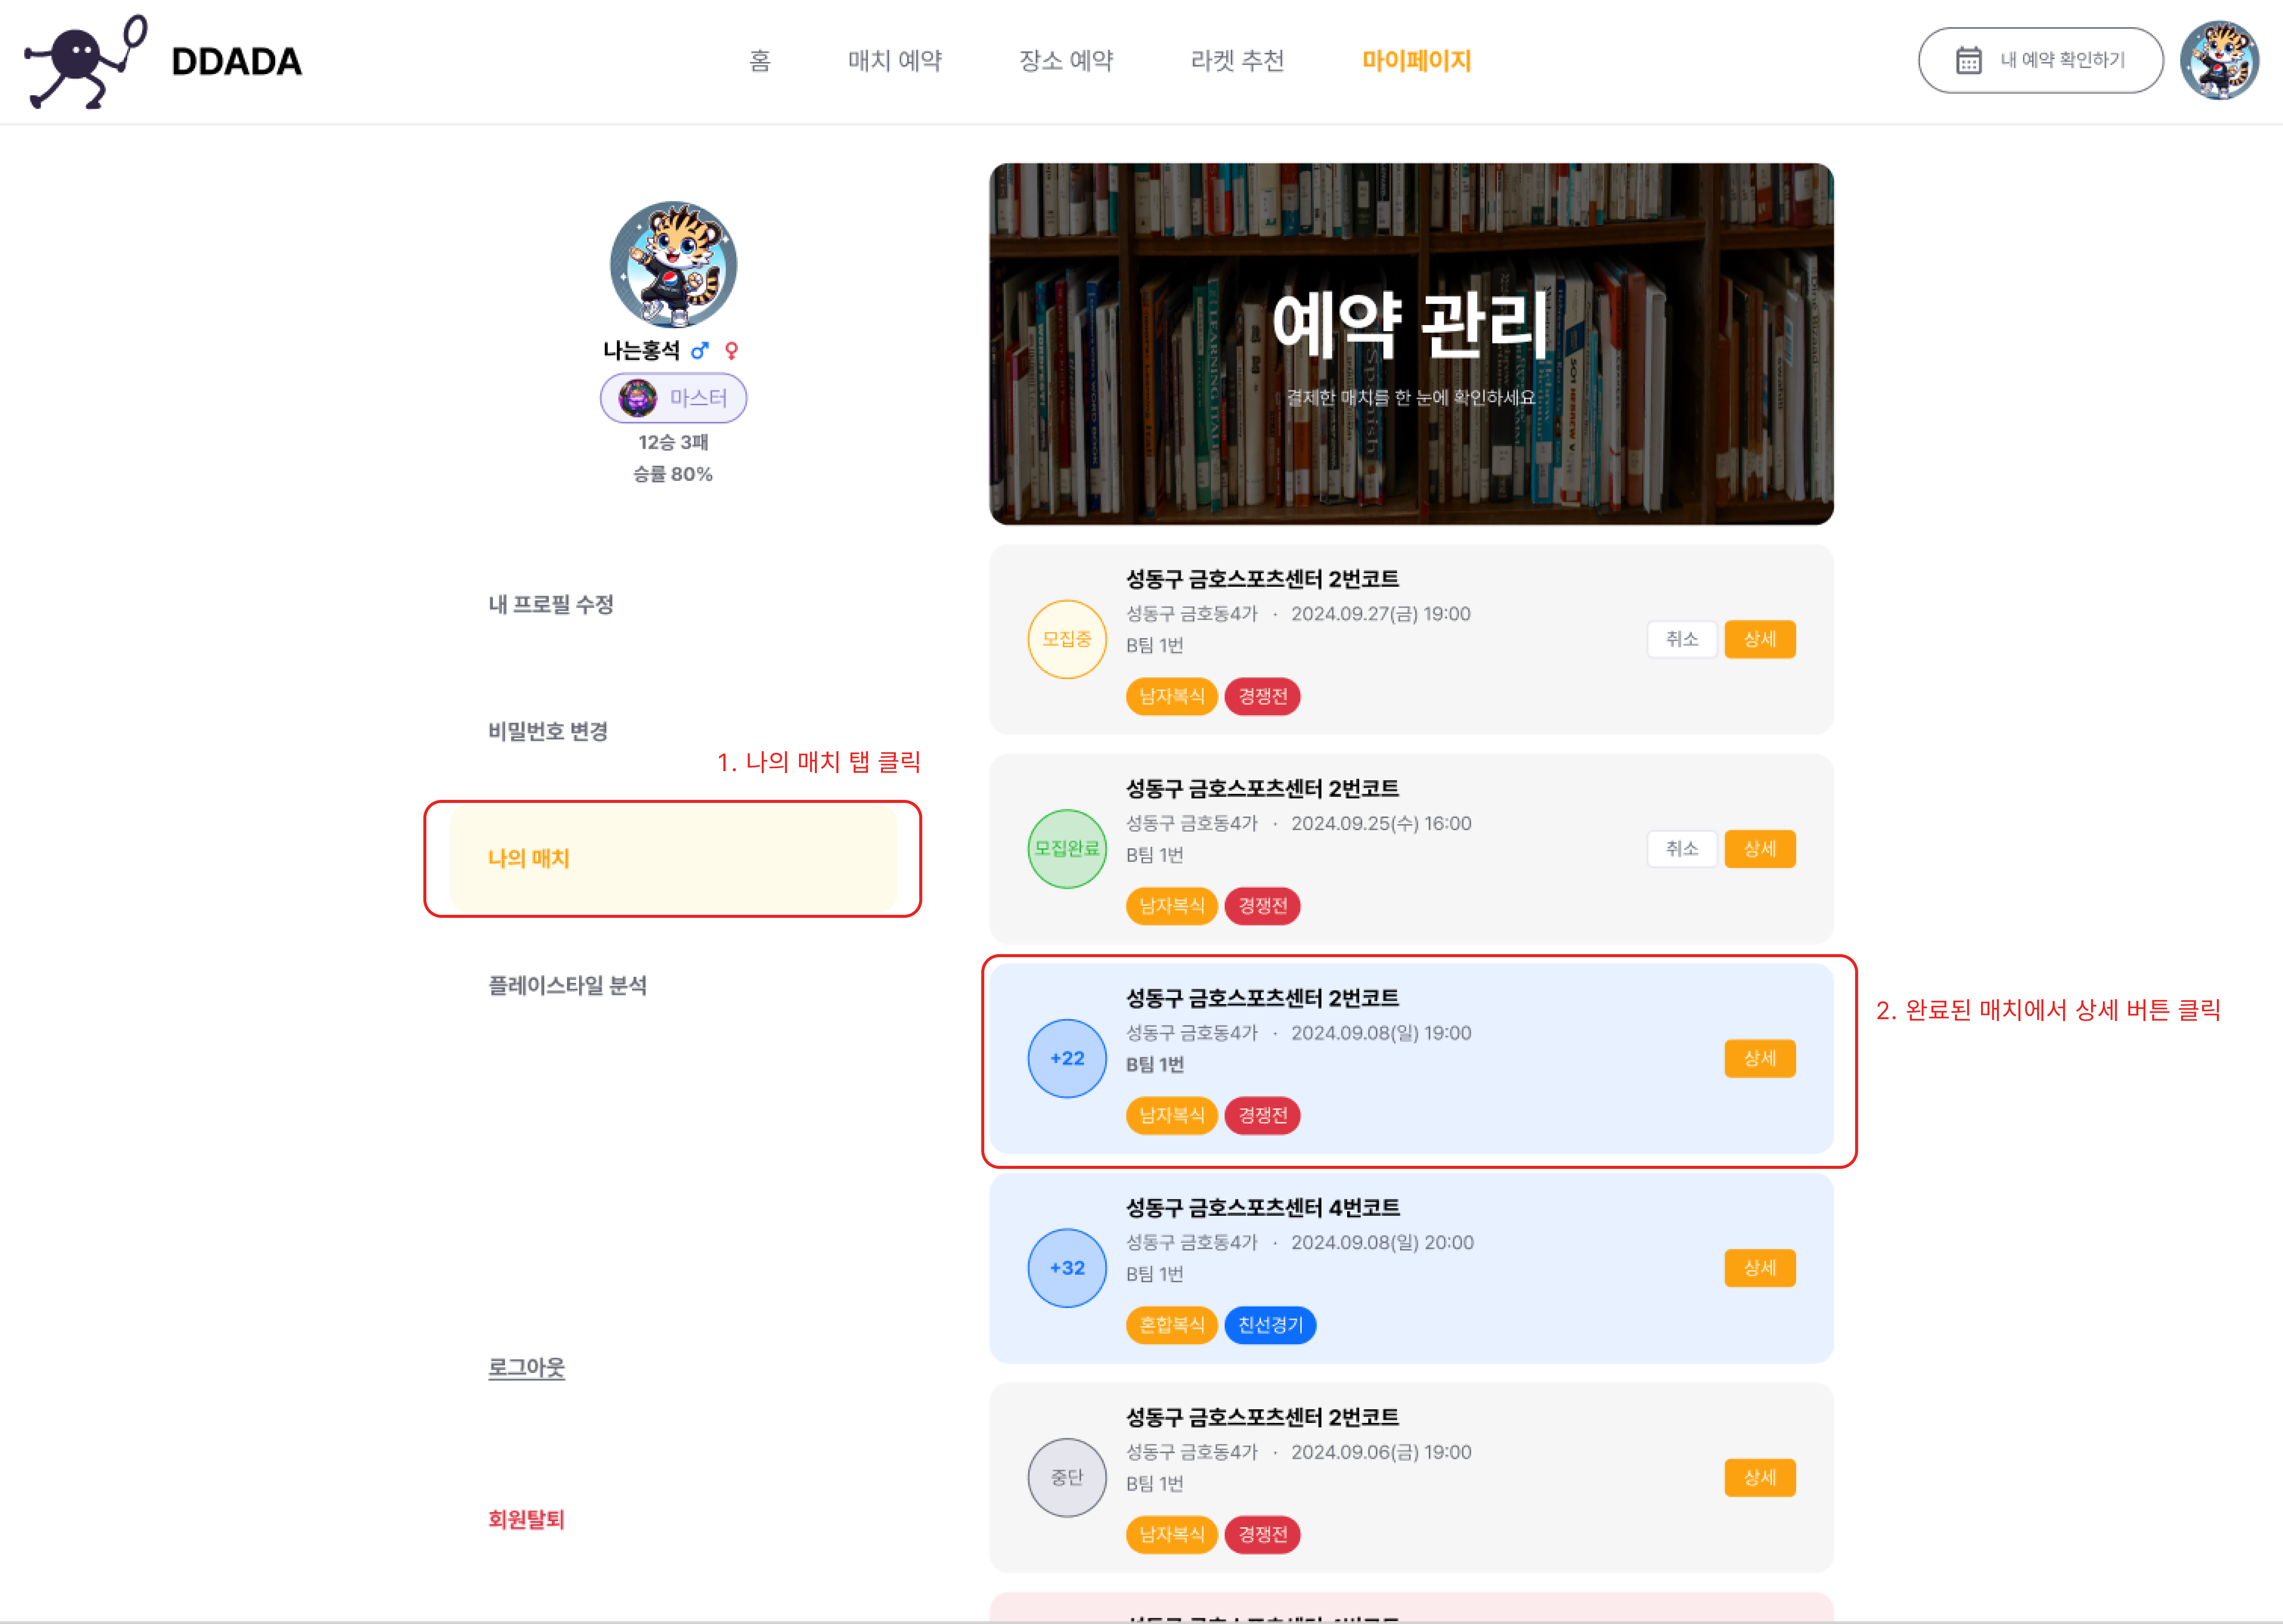 DDADA
홈
매치 예약
장소 예약
라켓 추천
마이페이지
내 예약 확인하기
나는홍석
마스터
12승 3패
승률 80%
내 프로필 수정
비밀번호 변경
1. 나의 매치 탭 클릭
나의 매치
플레이스타일 분석
로그아웃
회원탈퇴
예약 관리
결제한 매치를 한 눈에 확인하세요
모집중
성동구 금호스포츠센터 2번코트
성동구 금호동4가 · 2024.09.27(금) 19:00
B팀 1번
남자복식 경쟁전
취소 상세
모집완료
성동구 금호스포츠센터 2번코트
성동구 금호동4가 · 2024.09.25(수) 16:00
B팀 1번
남자복식 경쟁전
취소 상세
+22
성동구 금호스포츠센터 2번코트
성동구 금호동4가 · 2024.09.08(일) 19:00
B팀 1번
남자복식 경쟁전
상세
2. 완료된 매치에서 상세 버튼 클릭
+32
성동구 금호스포츠센터 4번코트
성동구 금호동4가 · 2024.09.08(일) 20:00
B팀 1번
혼합복식 친선경기
상세
중단
성동구 금호스포츠센터 2번코트
성동구 금호동4가 · 2024.09.06(금) 19:00
B팀 1번
남자복식 경쟁전
상세